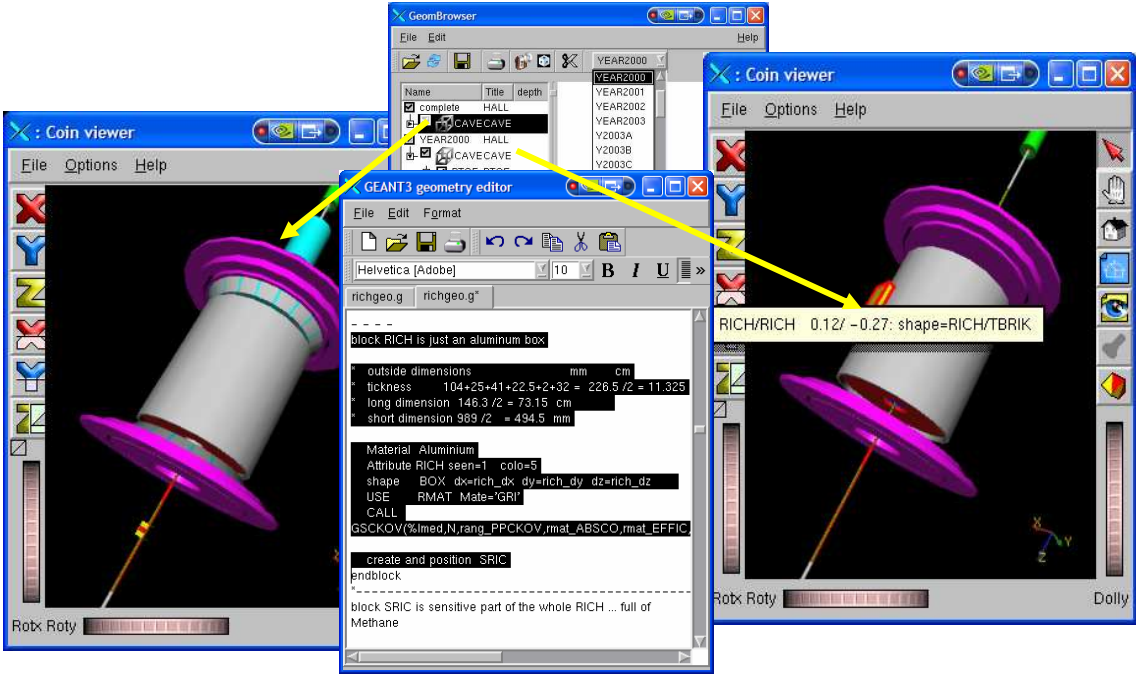 GeomBrowser
File Edit Help
YEAR2000
YEAR2000
YEAR2001
YEAR2002
YEAR2003
Y2003A
Y2003B
Y2003C
Name Title depth
complete HALL
CAVE CAVE
YEAR2000 HALL
CAVE CAVE
: Coin viewer
File Options Help
Rotx Roty
GEANT3 geometry editor
File Edit Format
Helvetica [Adobe] 10 B I U »
richgeo.g richgeo.g*
- - - -
block RICH is just an aluminum box
* outside dimensions mm cm
* tickness 104+25+41+22.5+2+32 = 226.5 /2 = 11.325
* long dimension 146.3 /2 = 73.15 cm
* short dimension 989 /2 = 494.5 mm
Material Aluminium
Attribute RICH seen=1 colo=5
shape BOX dx=rich_dx dy=rich_dy dz=rich_dz
USE RMAT Mate='GRI'
CALL
GSCKOV(%Imed,N,rang_PPCKOV,rmat_ABSCO,rmat_EFFIC,
create and position SRIC
endblock
*------------------------------------
block SRIC is sensitive part of the whole RICH ... full of
Methane
: Coin viewer
File Options Help
RICH/RICH 0.12/ -0.27: shape=RICH/TBRIK
X
Y
Z
Rotx Roty Dolly